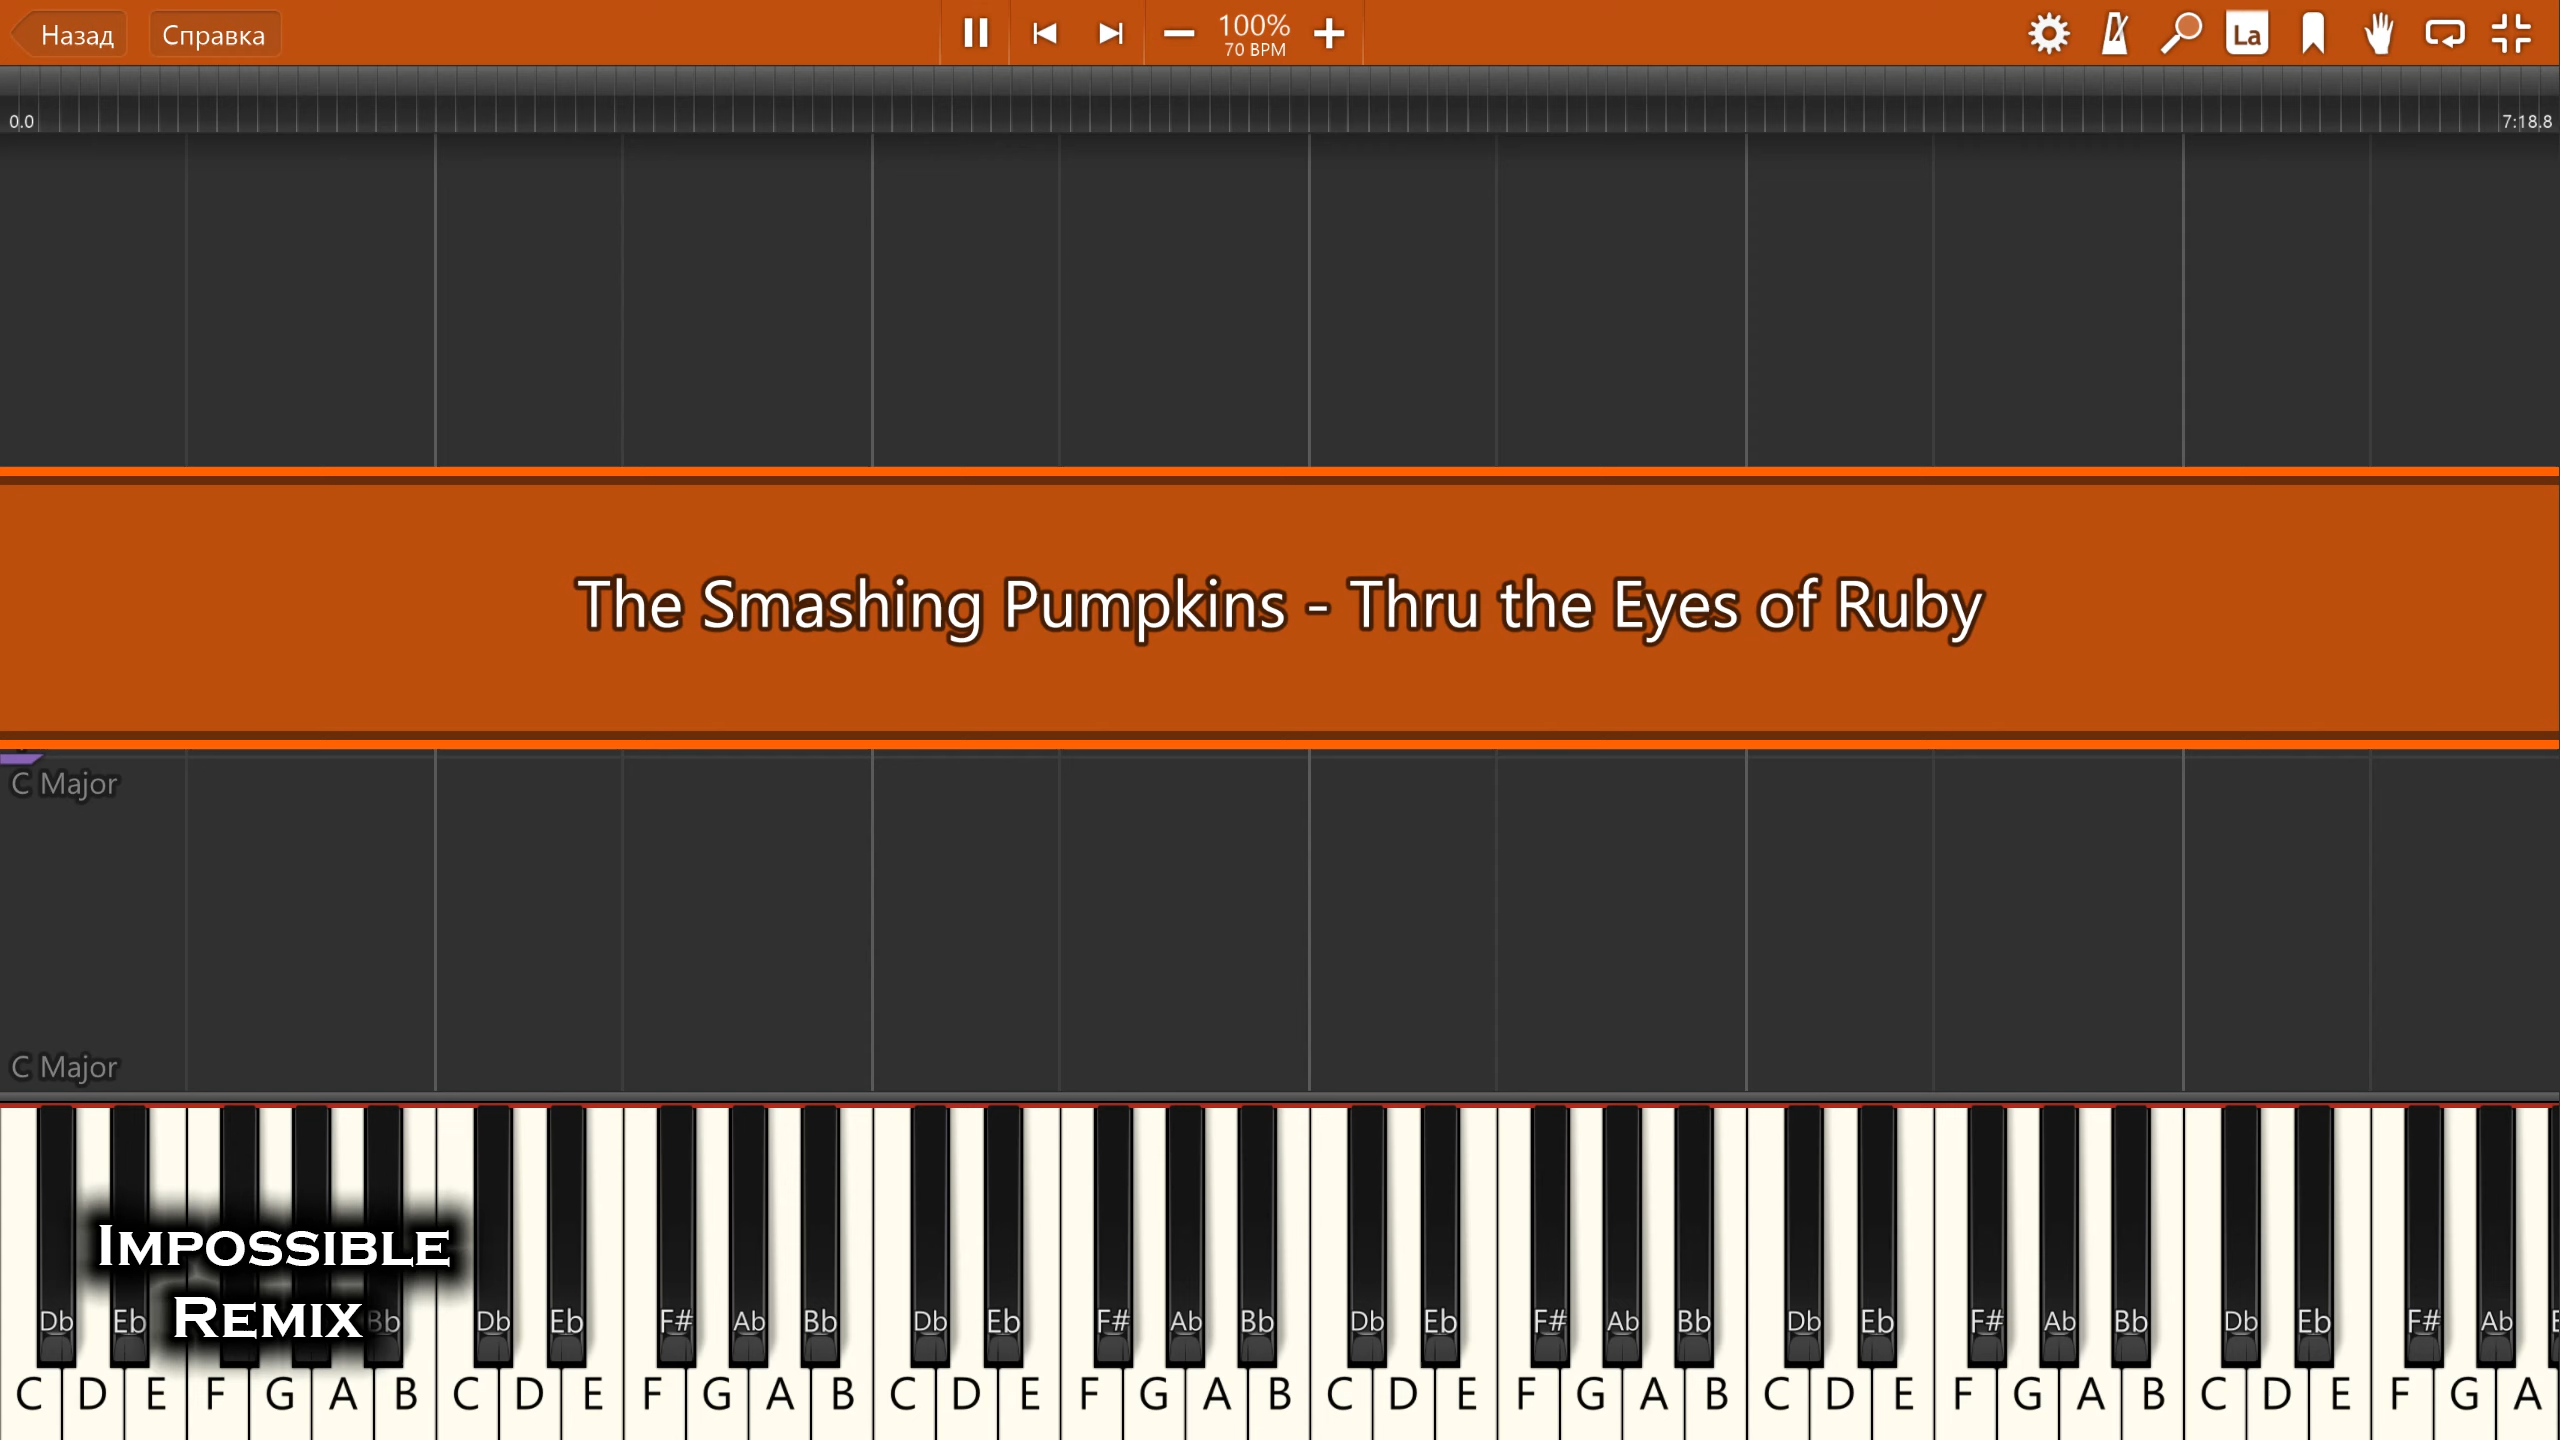 Назад Справка 100% La
70 BPM
0.0 7:18.8
The Smashing Pumpkins - Thru the Eyes of Ruby
C Major
C Major
Impossible
Remix
Db Eb Bb Db Eb F# Ab Bb Db Eb F# Ab Bb Db Eb F# Ab Bb Db Eb F# Ab Bb Db Eb F# Ab
C D E F G A B C D E F G A B C D E F G A B C D E F G A B C D E F G A B C D E F G A